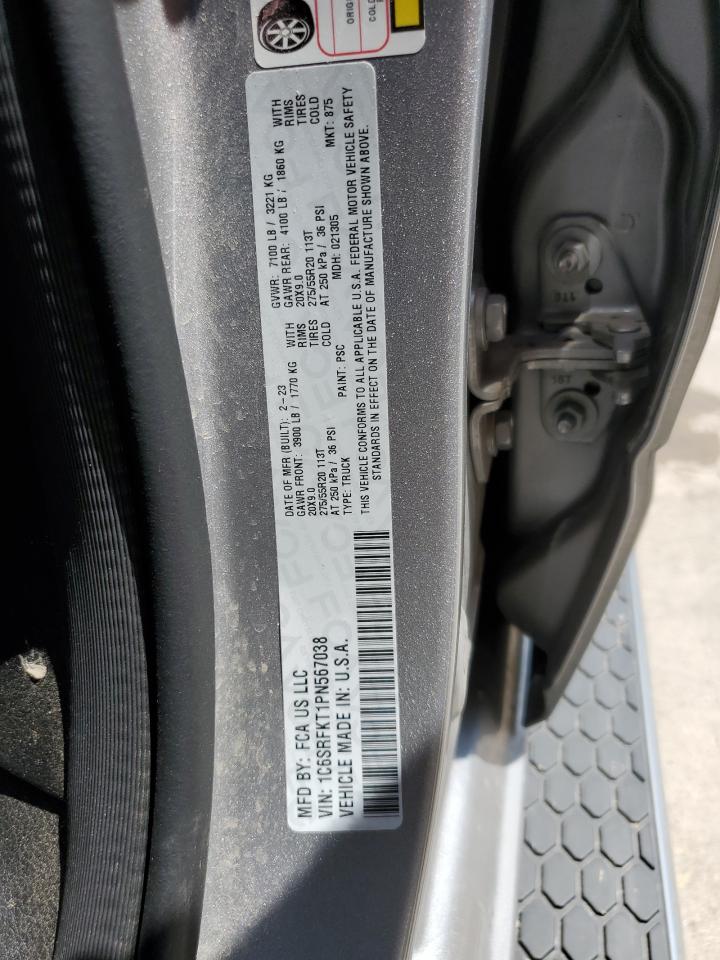 MFD BY: FCA US LLC
VIN: 1C6SRFKT1PN567038
VEHICLE MADE IN: U.S.A.
DATE OF MFR (BUILT): 2-23
GAWR FRONT: 3900 LB / 1770 KG WITH
20X9.0 RIMS
275/55R20 113T TIRES
AT 250 kPa / 36 PSI COLD
TYPE: TRUCK PAINT: PSC
GVWR: 7100 LB / 3221 KG
GAWR REAR: 4100 LB / 1860 KG WITH
20X9.0 RIMS
275/55R20 113T TIRES
AT 250 kPa / 36 PSI COLD
MDH: 021305 MKT: 875
THIS VEHICLE CONFORMS TO ALL APPLICABLE U.S.A. FEDERAL MOTOR VEHICLE SAFETY
STANDARDS IN EFFECT ON THE DATE OF MANUFACTURE SHOWN ABOVE.